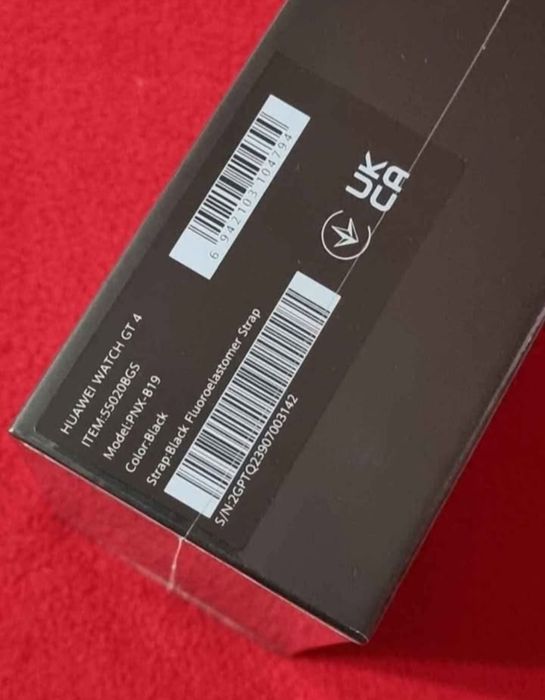 6 942103 104794
UK
CA
HUAWEI WATCH GT 4
ITEM:55020BGS
Model:PNX-B19
Color:Black
Strap:Black Fluoroelastomer Strap
S/N:2GPTQ23907003142